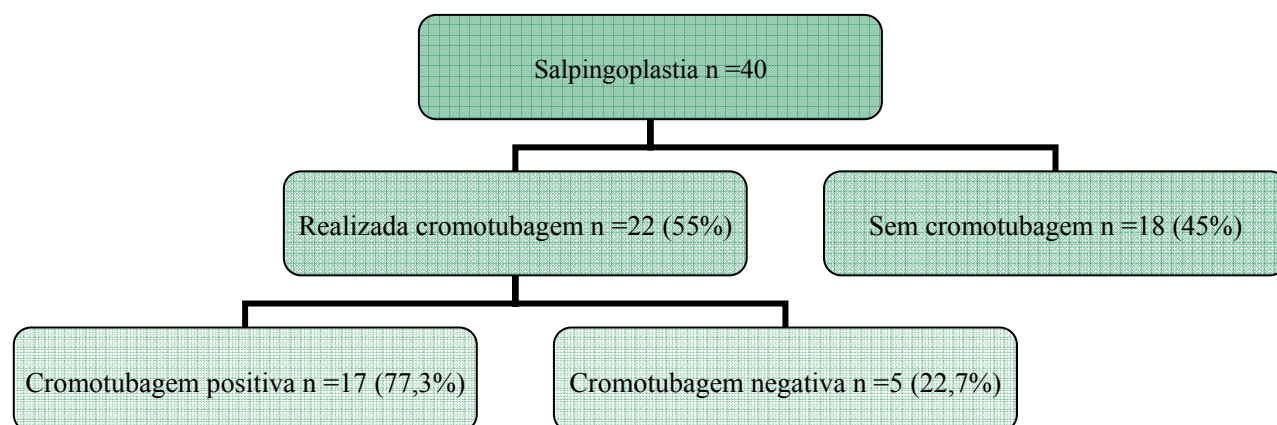 Salpingoplastia n =40
Realizada cromotubagem n =22 (55%)
Sem cromotubagem n =18 (45%)
Cromotubagem positiva n =17 (77,3%)
Cromotubagem negativa n =5 (22,7%)